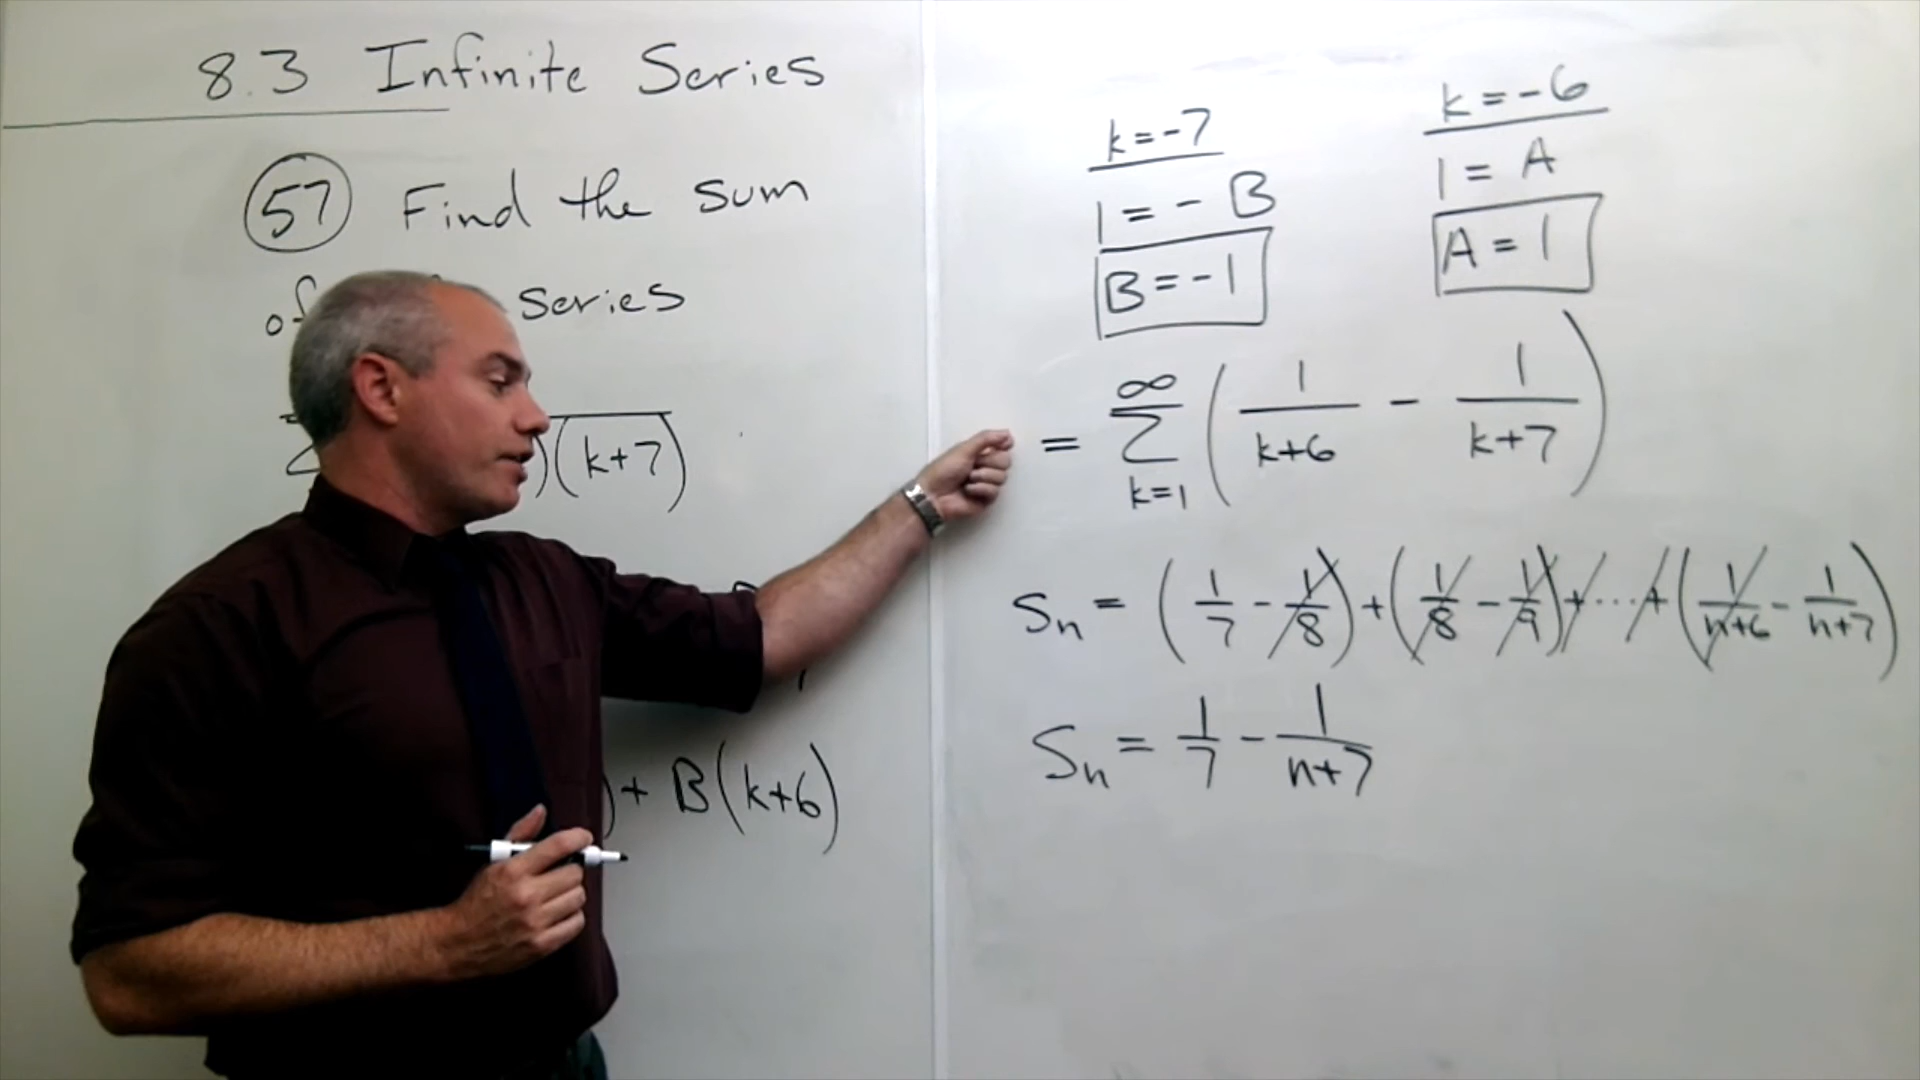 8.3 Infinite Series
57 Find the sum
series
)(k+7)
) + B(k+6)
k=-7
1 = - B
B = -1
k = -6
1 = A
A = 1
= ∞ Σ k=1 ( 1/(k+6) - 1/(k+7) )
Sn = ( 1/7 - 1/8 ) + ( 1/8 - 1/9 ) + ... + ( 1/(n+6) - 1/(n+7) )
Sn = 1/7 - 1/(n+7)